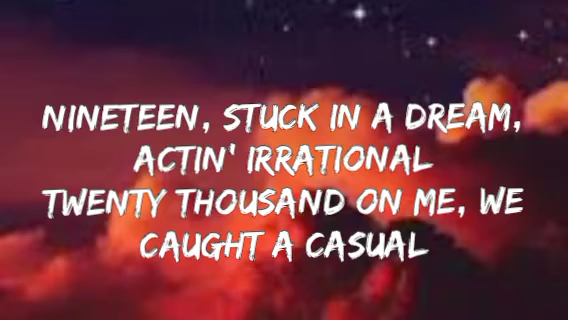 NINETEEN, STUCK IN A DREAM,
ACTIN' IRRATIONAL
TWENTY THOUSAND ON ME, WE
CAUGHT A CASUAL